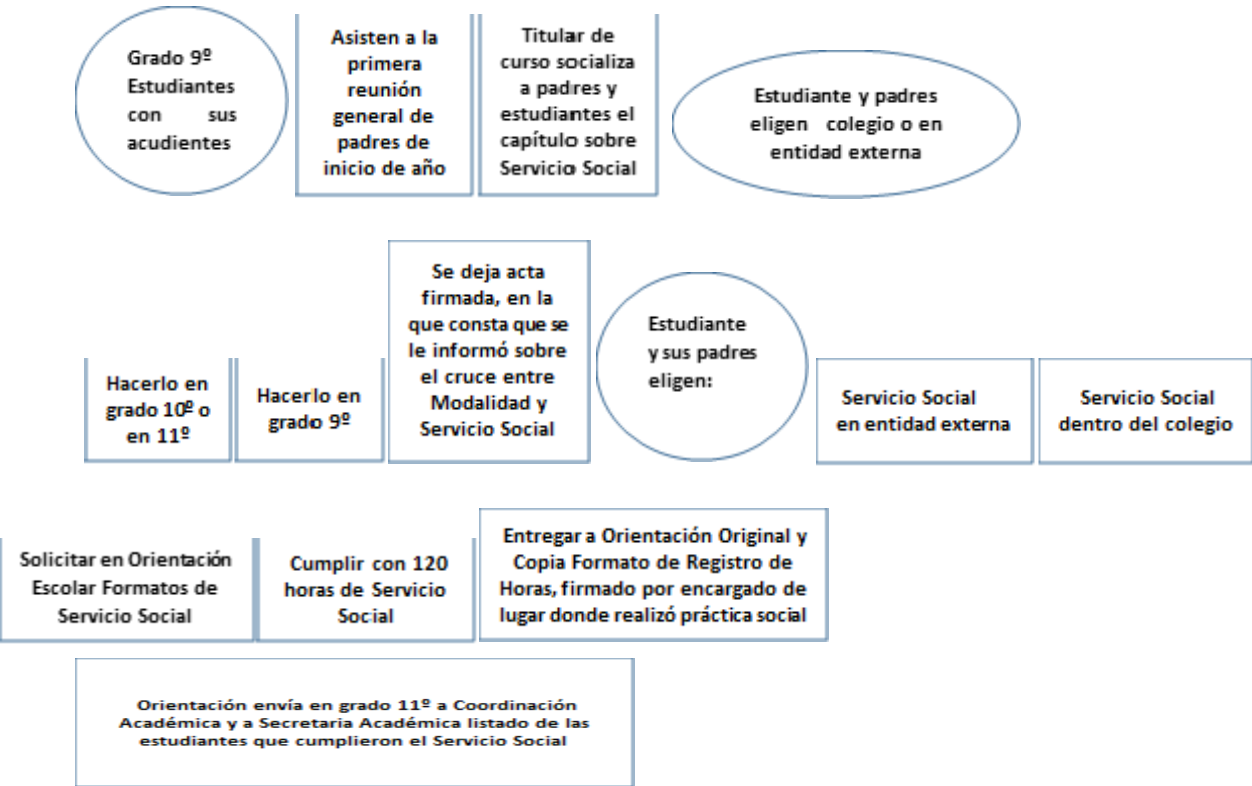 Grado 9º
Estudiantes
con sus
acudientes
Asisten a la
primera
reunión
general de
padres de
inicio de año
Titular de
curso socializa
a padres y
estudiantes el
capítulo sobre
Servicio Social
Estudiante y padres
eligen colegio o en
entidad externa
Hacerlo en
grado 10º o
en 11º
Hacerlo en
grado 9º
Se deja acta
firmada, en la
que consta que se
le informó sobre
el cruce entre
Modalidad y
Servicio Social
Estudiante
y sus padres
eligen:
Servicio Social
en entidad externa
Servicio Social
dentro del colegio
Solicitar en Orientación
Escolar Formatos de
Servicio Social
Cumplir con 120
horas de Servicio
Social
Entregar a Orientación Original y
Copia Formato de Registro de
Horas, firmado por encargado de
lugar donde realizó práctica social
Orientación envía en grado 11º a Coordinación
Académica y a Secretaria Académica listado de las
estudiantes que cumplieron el Servicio Social